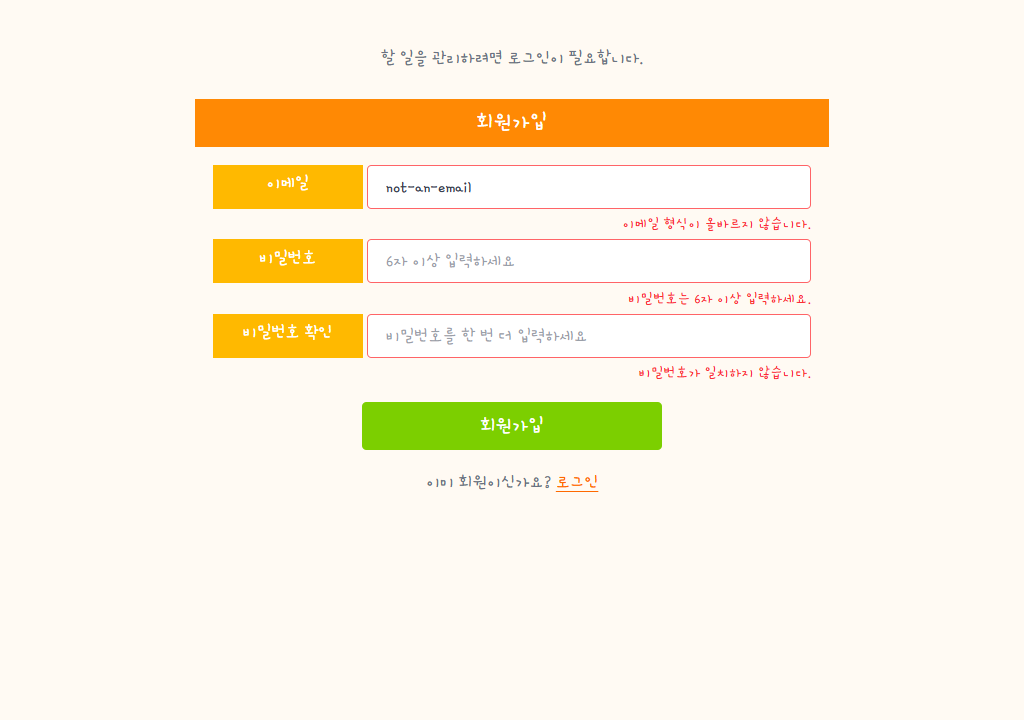 할 일을 관리하려면 로그인이 필요합니다.
회원가입
이메일 not-an-email
이메일 형식이 올바르지 않습니다.
비밀번호 6자 이상 입력하세요
비밀번호는 6자 이상 입력하세요.
비밀번호 확인 비밀번호를 한 번 더 입력하세요
비밀번호가 일치하지 않습니다.
회원가입
이미 회원이신가요? 로그인